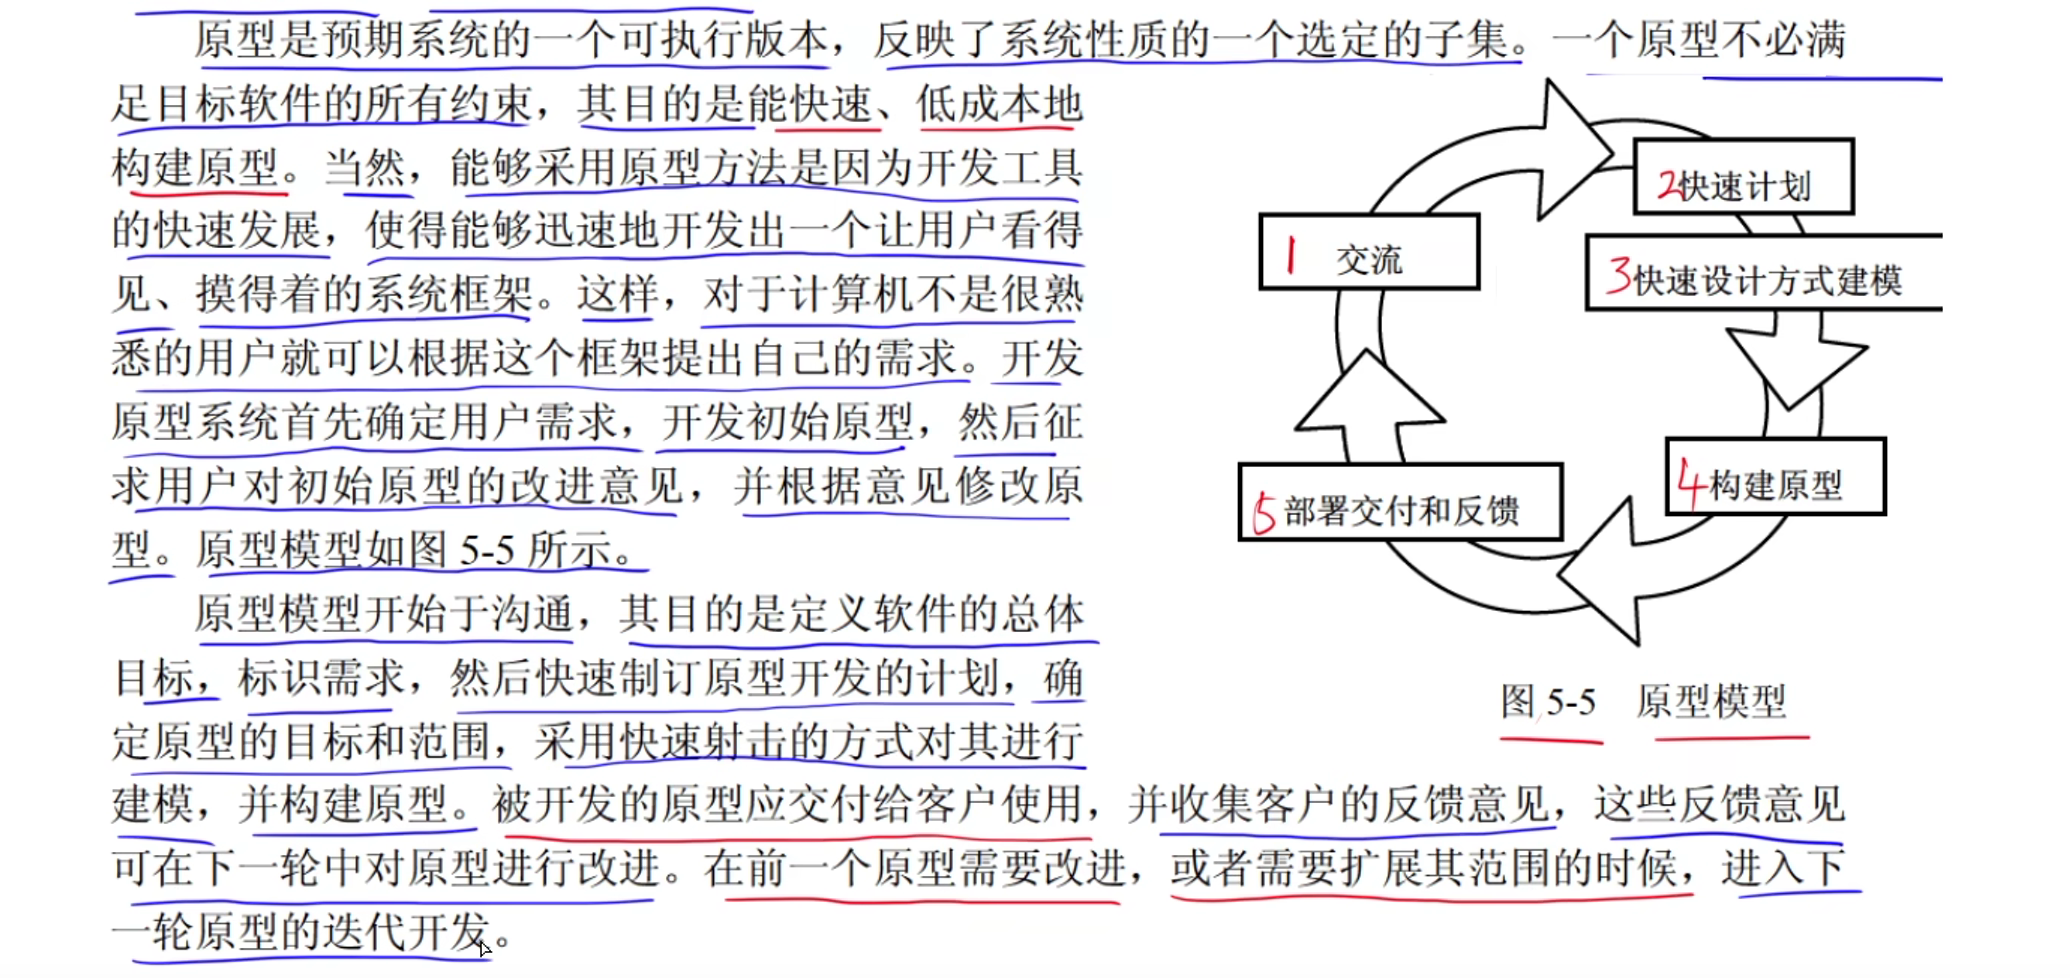 原型是预期系统的一个可执行版本，反映了系统性质的一个选定的子集。一个原型不必满
足目标软件的所有约束，其目的是能快速、低成本地
构建原型。当然，能够采用原型方法是因为开发工具
的快速发展，使得能够迅速地开发出一个让用户看得
见、摸得着的系统框架。这样，对于计算机不是很熟
悉的用户就可以根据这个框架提出自己的需求。开发
原型系统首先确定用户需求，开发初始原型，然后征
求用户对初始原型的改进意见，并根据意见修改原
型。原型模型如图 5-5 所示。
原型模型开始于沟通，其目的是定义软件的总体
目标，标识需求，然后快速制订原型开发的计划，确
定原型的目标和范围，采用快速射击的方式对其进行
建模，并构建原型。被开发的原型应交付给客户使用，并收集客户的反馈意见，这些反馈意见
可在下一轮中对原型进行改进。在前一个原型需要改进，或者需要扩展其范围的时候，进入下
一轮原型的迭代开发。
1 交流
2快速计划
3快速设计方式建模
4构建原型
5部署交付和反馈
图 5-5 原型模型